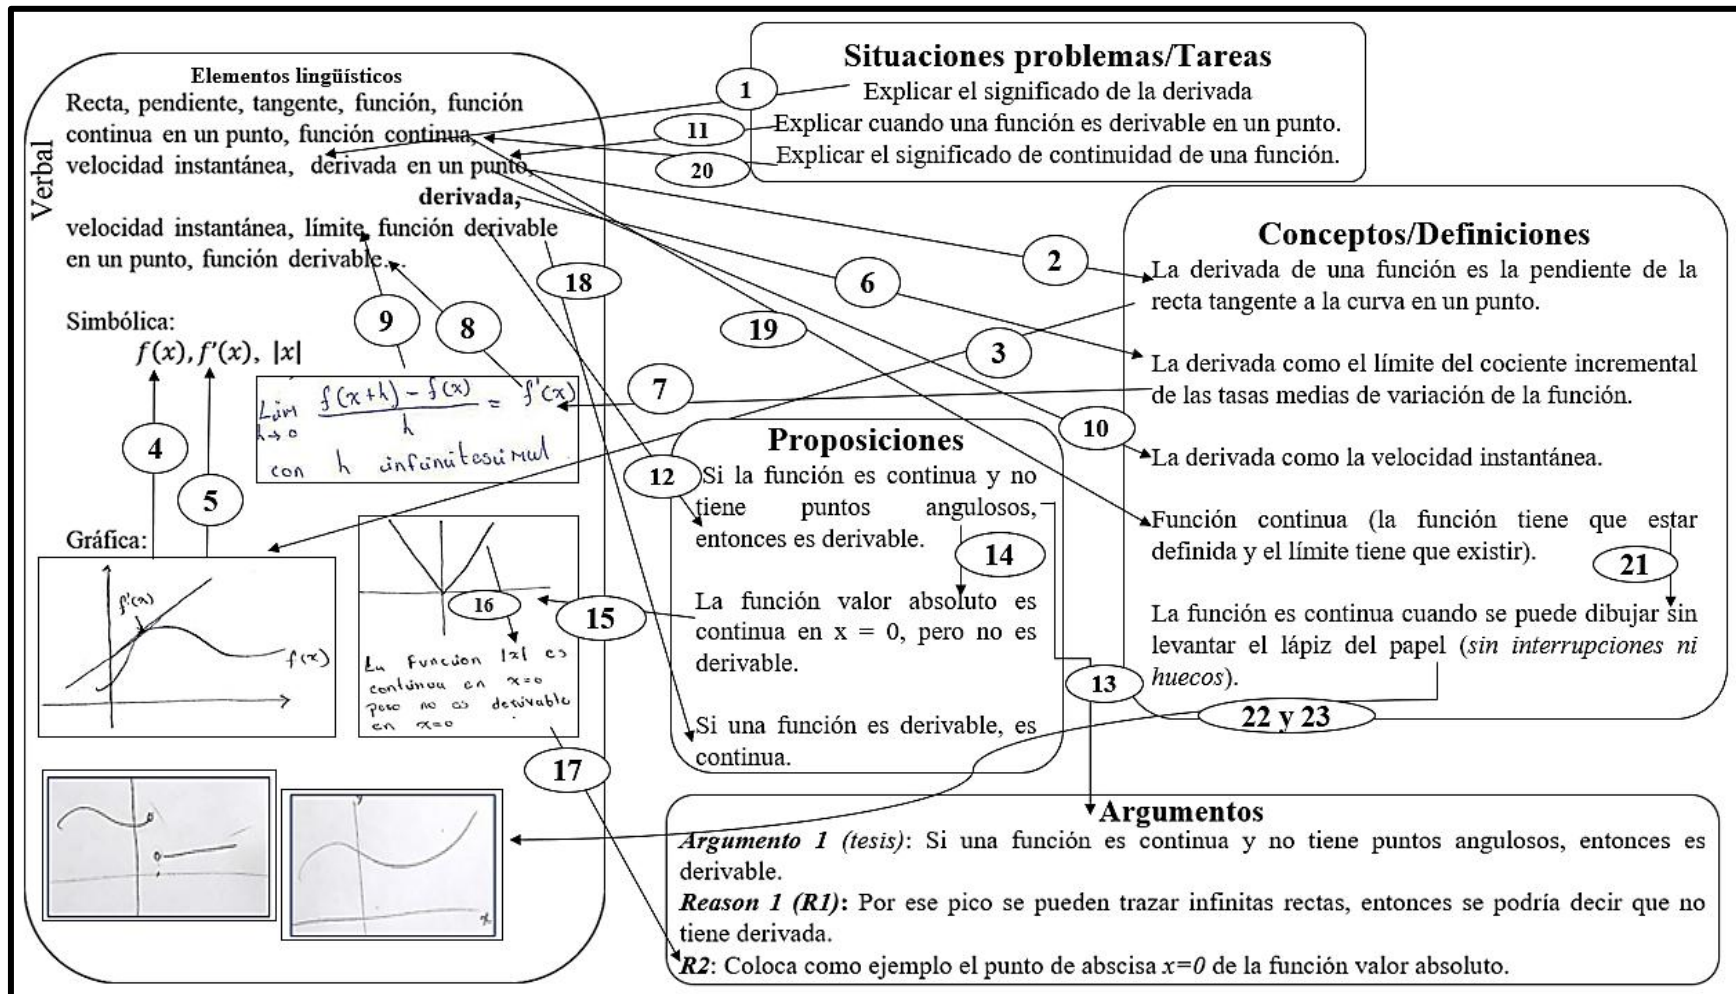 Elementos lingüísticos
Verbal
Recta, pendiente, tangente, función, función
continua en un punto, función continua,
velocidad instantánea, derivada en un punto,
derivada,
velocidad instantánea, límite, función derivable
en un punto, función derivable...
Simbólica:
f(x), f'(x), |x|
Lim f(x+h) - f(x) = f'(x)
h→0 h
con h infinitesimal
Gráfica:
f'(x)
f(x)
La Función |x| es
continua en x=0
pero no es derivable
en x=0
y
x
1
11
20
2
6
3
19
18
9
8
7
10
4
5
12
14
15
16
13
17
21
22 y 23
Situaciones problemas/Tareas
Explicar el significado de la derivada
Explicar cuando una función es derivable en un punto.
Explicar el significado de continuidad de una función.
Conceptos/Definiciones
La derivada de una función es la pendiente de la
recta tangente a la curva en un punto.
La derivada como el límite del cociente incremental
de las tasas medias de variación de la función.
La derivada como la velocidad instantánea.
Función continua (la función tiene que estar
definida y el límite tiene que existir).
La función es continua cuando se puede dibujar sin
levantar el lápiz del papel (sin interrupciones ni
huecos).
Proposiciones
Si la función es continua y no
tiene puntos angulosos,
entonces es derivable.
La función valor absoluto es
continua en x = 0, pero no es
derivable.
Si una función es derivable, es
continua.
Argumentos
Argumento 1 (tesis): Si una función es continua y no tiene puntos angulosos, entonces es
derivable.
Reason 1 (R1): Por ese pico se pueden trazar infinitas rectas, entonces se podría decir que no
tiene derivada.
R2: Coloca como ejemplo el punto de abscisa x=0 de la función valor absoluto.